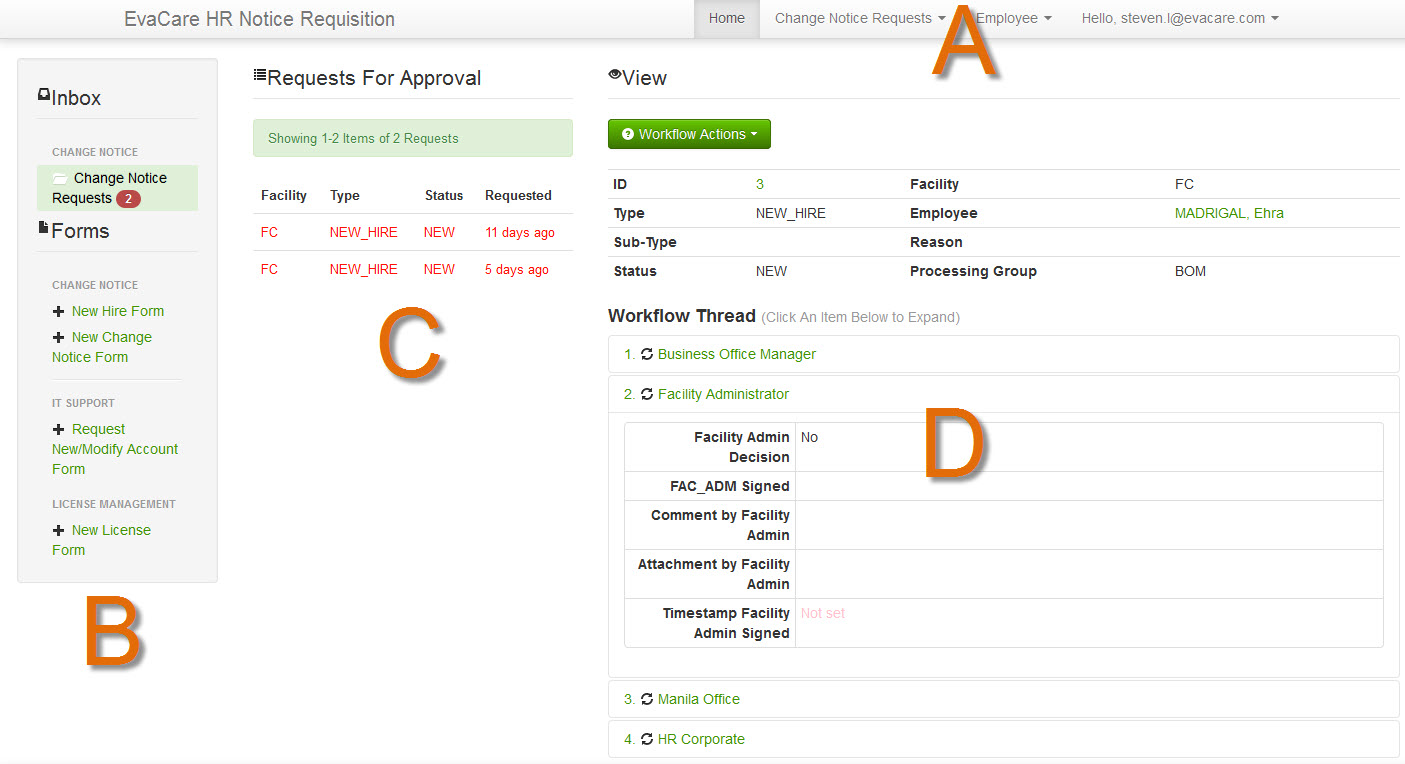 EvaCare HR Notice Requisition
Home
Change Notice Requests
Employee
Hello, steven.l@evacare.com
A
Inbox
CHANGE NOTICE
Change Notice
Requests 2
Forms
CHANGE NOTICE
New Hire Form
New Change
Notice Form
IT SUPPORT
Request
New/Modify Account
Form
LICENSE MANAGEMENT
New License
Form
B
Requests For Approval
Showing 1-2 Items of 2 Requests
Facility Type Status Requested
FC NEW_HIRE NEW 11 days ago
FC NEW_HIRE NEW 5 days ago
C
View
Workflow Actions
ID 3 Facility FC
Type NEW_HIRE Employee MADRIGAL, Ehra
Sub-Type Reason
Status NEW Processing Group BOM
Workflow Thread (Click An Item Below to Expand)
1. Business Office Manager
2. Facility Administrator
D
Facility Admin No
Decision
FAC_ADM Signed
Comment by Facility
Admin
Attachment by Facility
Admin
Timestamp Facility Not set
Admin Signed
3. Manila Office
4. HR Corporate